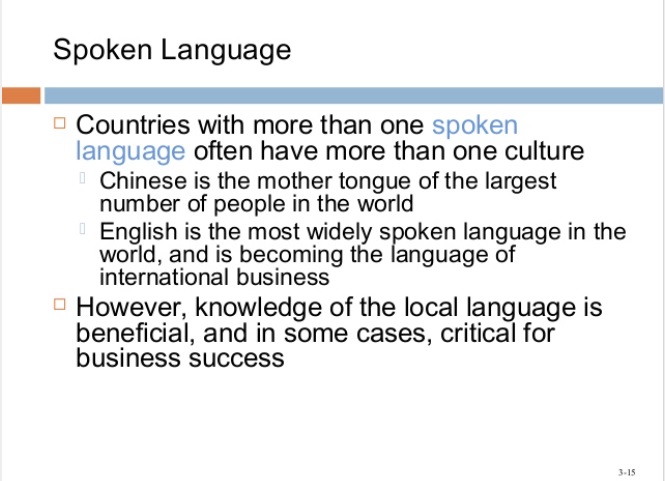 Spoken Language
Countries with more than one spoken
language often have more than one culture
Chinese is the mother tongue of the largest
number of people in the world
English is the most widely spoken language in the
world, and is becoming the language of
international business
However, knowledge of the local language is
beneficial, and in some cases, critical for
business success
3-15